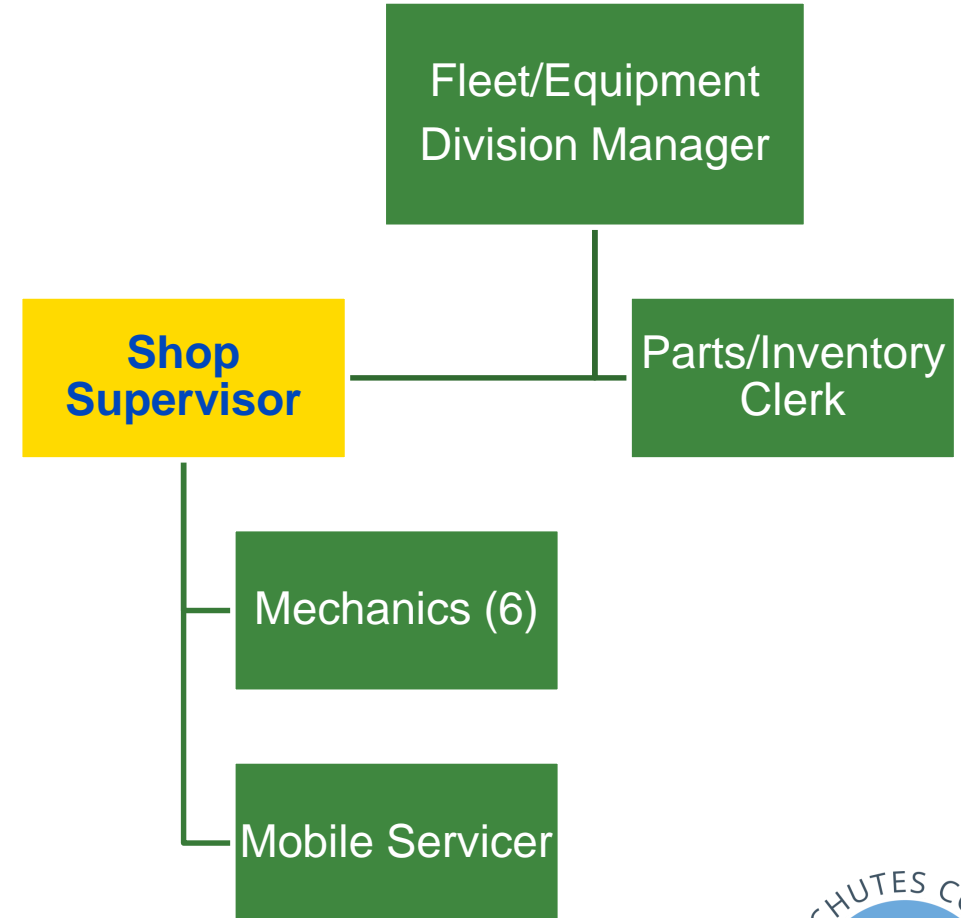 Fleet/Equipment
Division Manager
Shop
Supervisor
Parts/Inventory
Clerk
Mechanics (6)
Mobile Servicer